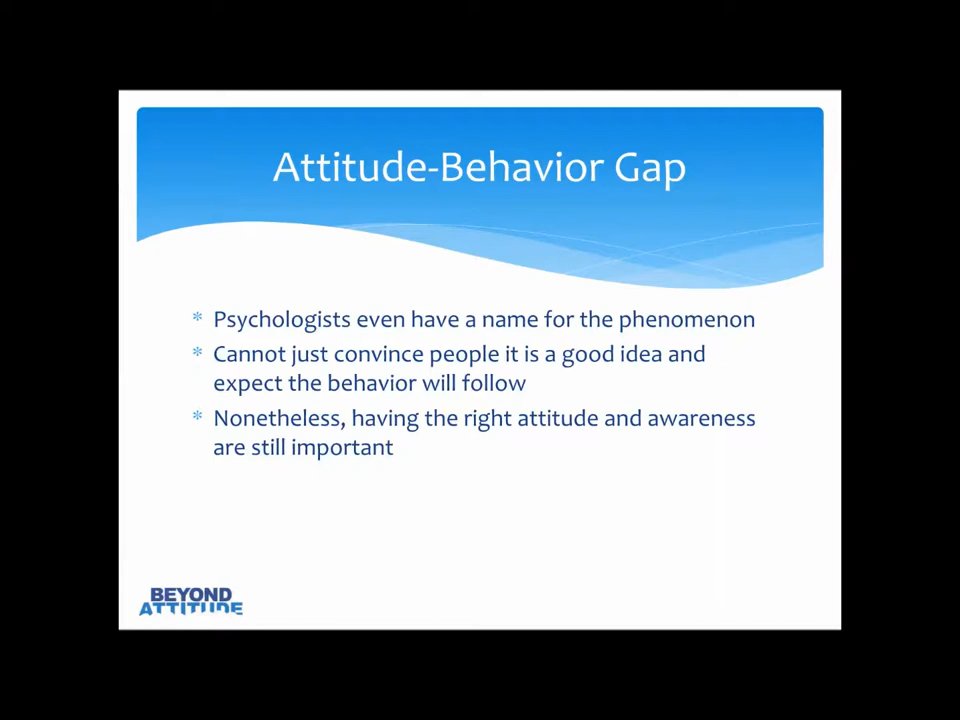 Attitude-Behavior Gap
* Psychologists even have a name for the phenomenon
* Cannot just convince people it is a good idea and
expect the behavior will follow
* Nonetheless, having the right attitude and awareness
are still important
BEYOND
ATTITUDE